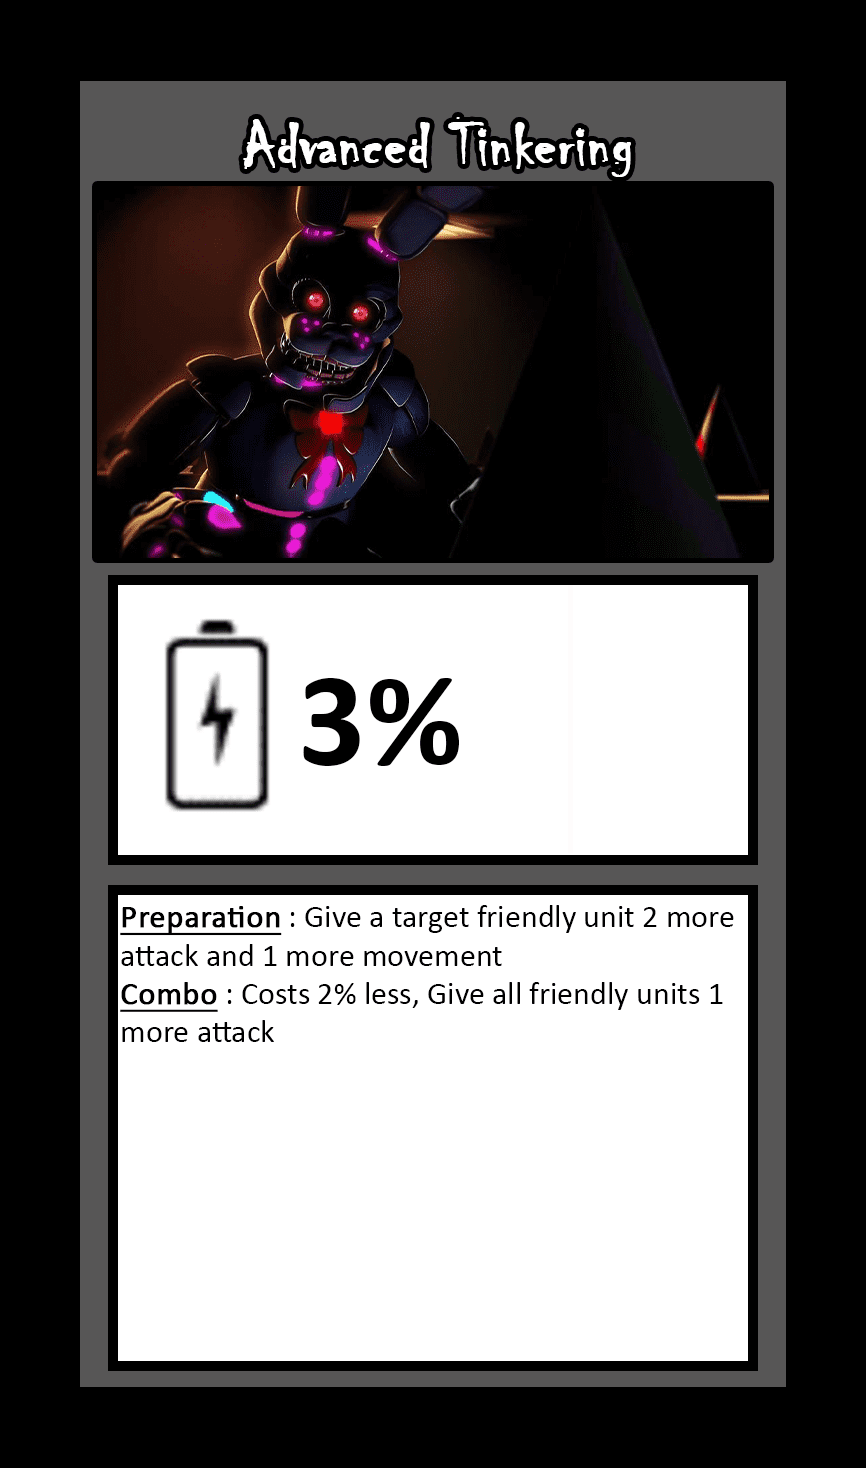 Advanced Tinkering
3%
Preparation : Give a target friendly unit 2 more
attack and 1 more movement
Combo : Costs 2% less, Give all friendly units 1
more attack